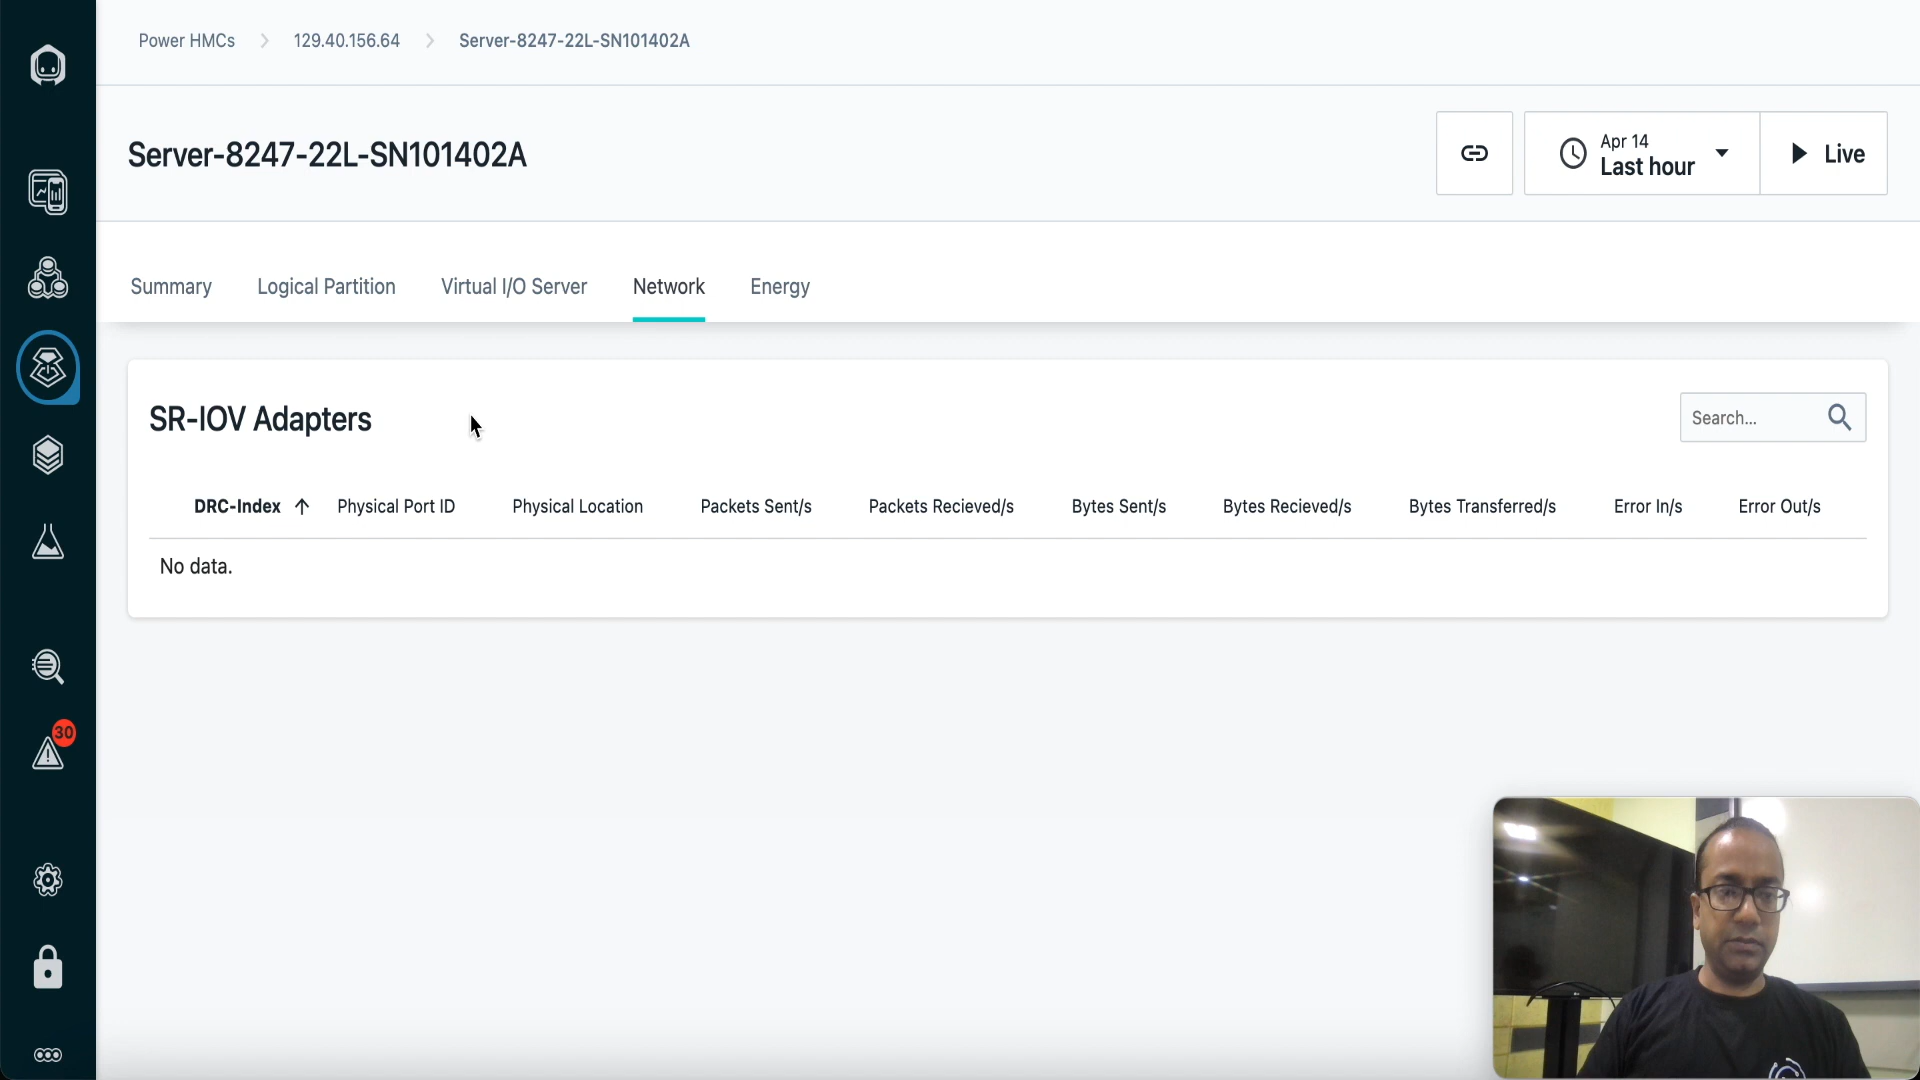 Power HMCs
129.40.156.64
Server-8247-22L-SN101402A
Server-8247-22L-SN101402A
Apr 14
Last hour
Live
Summary
Logical Partition
Virtual I/O Server
Network
Energy
SR-IOV Adapters
Search...
DRC-Index
Physical Port ID
Physical Location
Packets Sent/s
Packets Recieved/s
Bytes Sent/s
Bytes Recieved/s
Bytes Transferred/s
Error In/s
Error Out/s
No data.
30